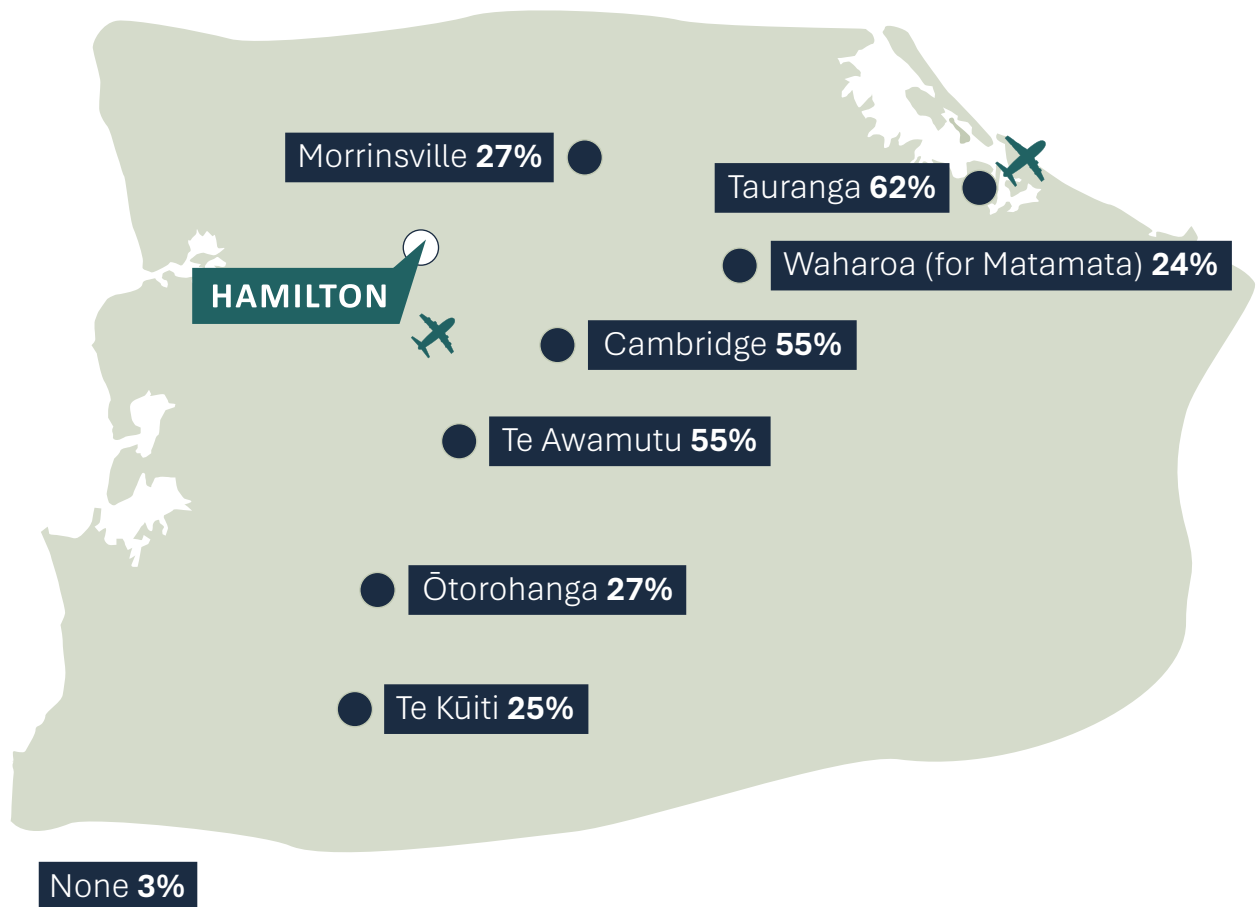 Morrinsville 27%
Tauranga 62%
Waharoa (for Matamata) 24%
HAMILTON
Cambridge 55%
Te Awamutu 55%
Ōtorohanga 27%
Te Kūiti 25%
None 3%